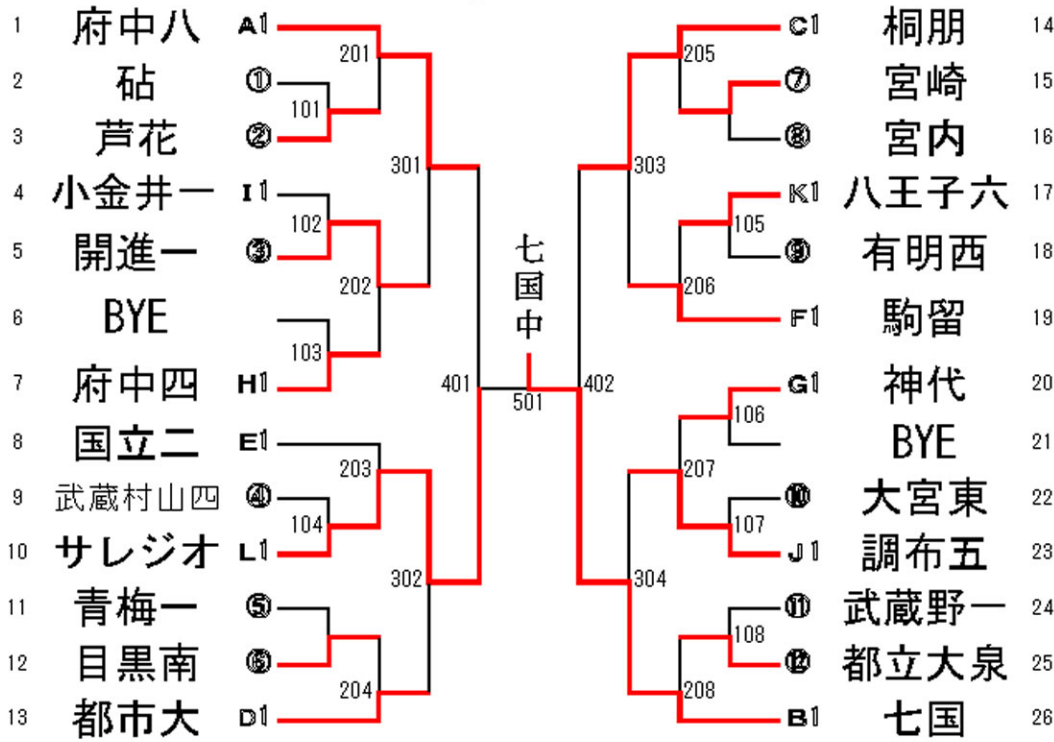 1 府中八 A1
201
2 砧 ①
101
3 芦花 ②
301
4 小金井一 I1
102
5 開進一 ③
202
6 BYE
103
7 府中四 H1
401
8 国立二 E1
203
9 武蔵村山四 ④
104
10 サレジオ L1
302
11 青梅一 ⑤
12 目黒南 ⑥
204
13 都市大 D1
七国中
501
C1 桐朋 14
205
⑦ 宮崎 15
⑧ 宮内 16
303
K1 八王子六 17
105
⑨ 有明西 18
206
F1 駒留 19
402
G1 神代 20
106
BYE 21
207
⑩ 大宮東 22
107
J1 調布五 23
304
⑪ 武蔵野一 24
108
⑫ 都立大泉 25
208
B1 七国 26